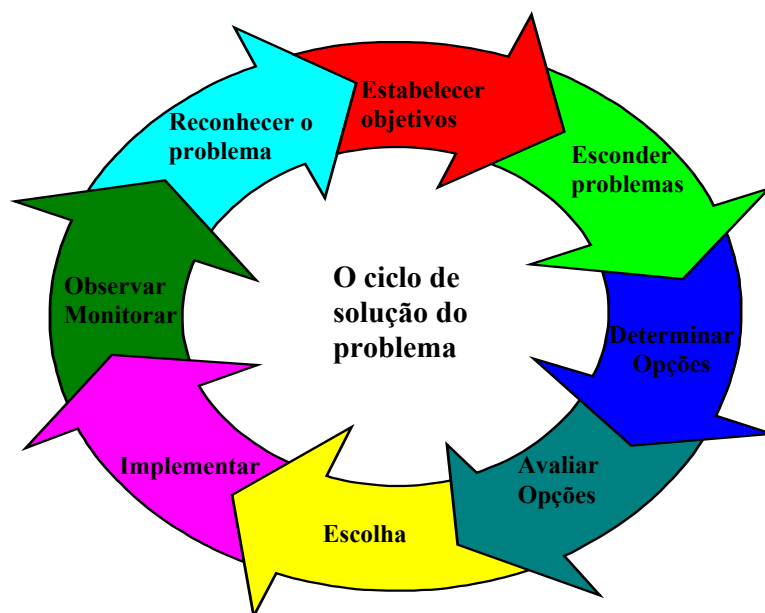 Estabelecer
objetivos
Esconder
problemas
Determinar
Opções
Avaliar
Opções
Escolha
Implementar
Observar
Monitorar
Reconhecer o
problema
O ciclo de
solução do
problema